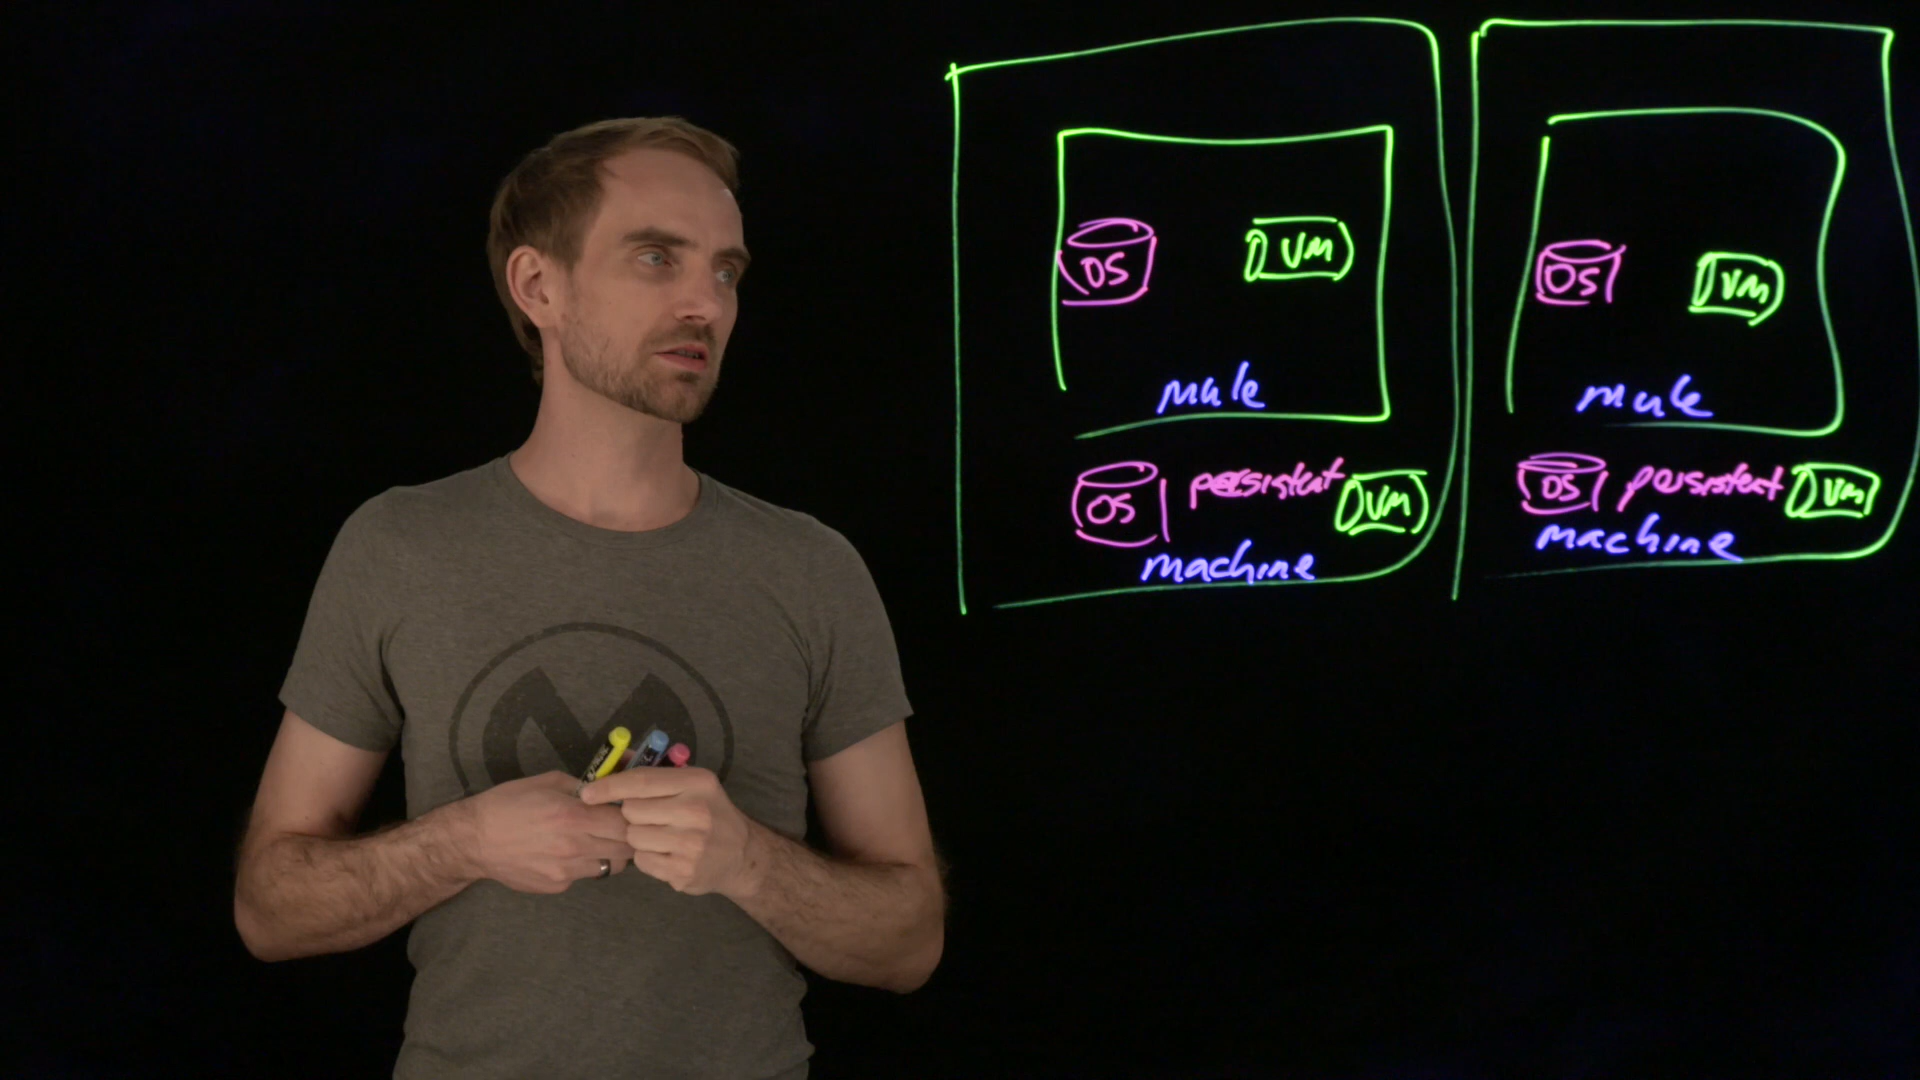 OS VM
mule
OS persistent VM
machine
OS VM
mule
OS persistent VM
machine